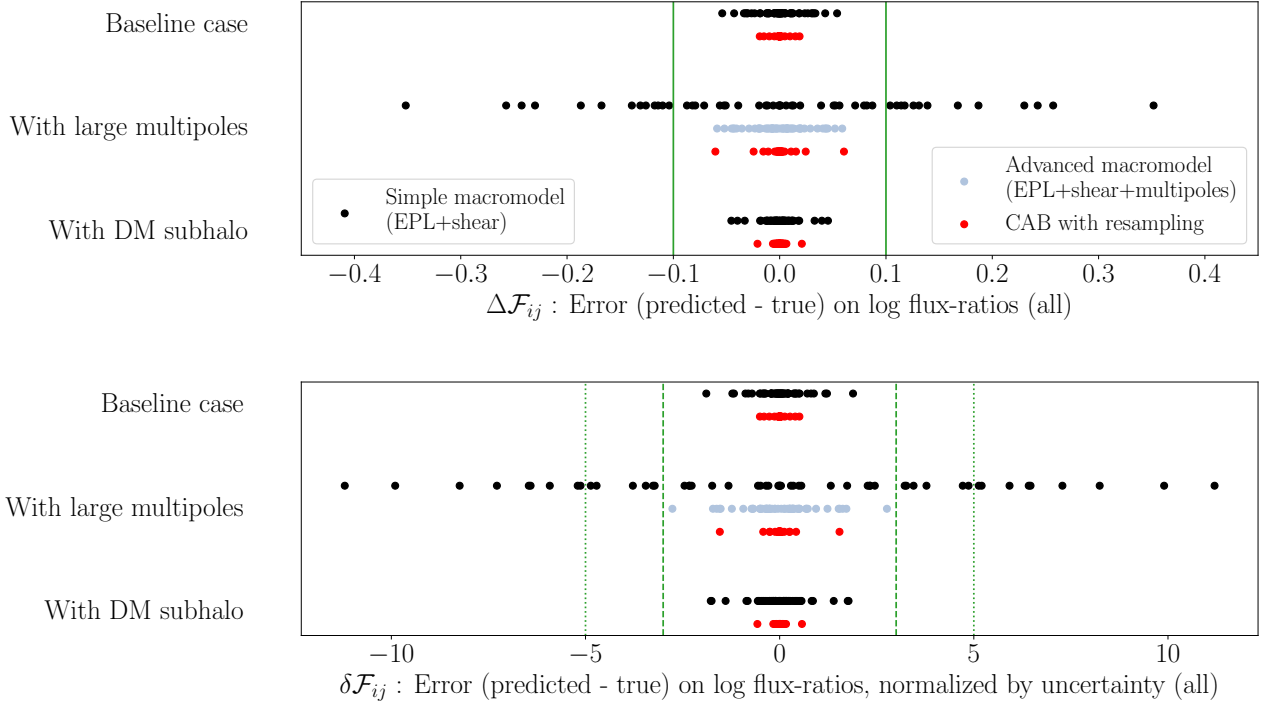 Baseline case
With large multipoles
With DM subhalo
Simple macromodel
(EPL+shear)
Advanced macromodel
(EPL+shear+multipoles)
CAB with resampling
−0.4 −0.3 −0.2 −0.1 0.0 0.1 0.2 0.3 0.4
Δℱij : Error (predicted - true) on log flux-ratios (all)
Baseline case
With large multipoles
With DM subhalo
−10 −5 0 5 10
δℱij : Error (predicted - true) on log flux-ratios, normalized by uncertainty (all)